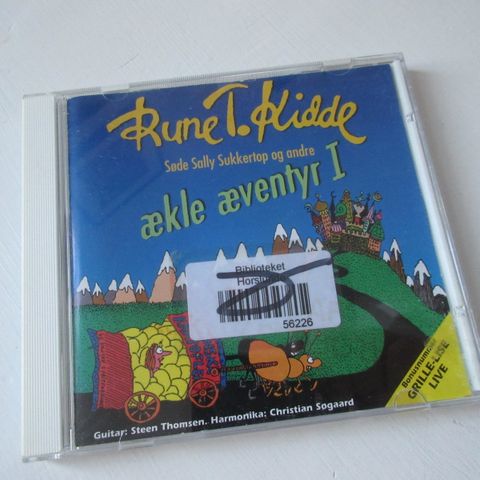 Rune T. Kidde
Søde Sally Sukkertop og andre
ækle æventyr I
Biblioteket
56226
Bonusnummer
GRILLE-LISE
LIVE
Guitar: Steen Thomsen. Harmonika: Christian Søgaard